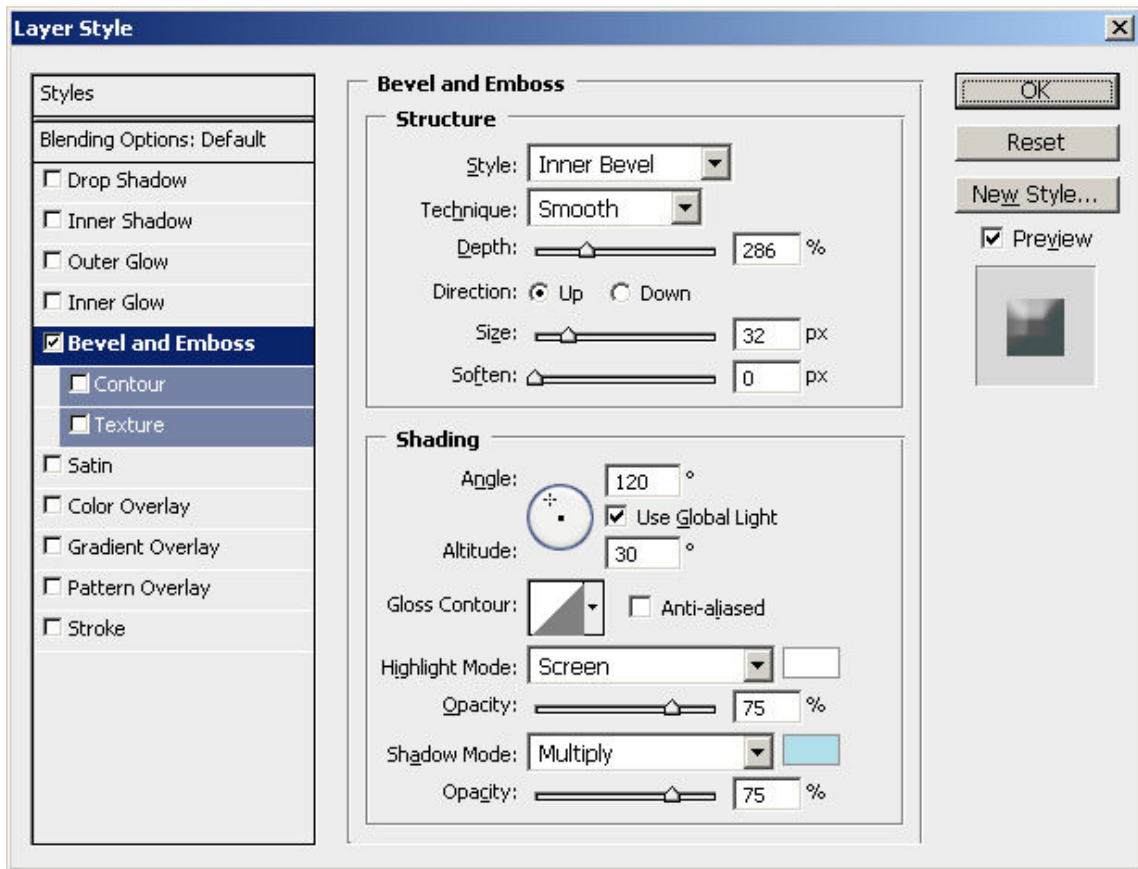 Layer Style
Styles
Blending Options: Default
Drop Shadow
Inner Shadow
Outer Glow
Inner Glow
Bevel and Emboss
Contour
Texture
Satin
Color Overlay
Gradient Overlay
Pattern Overlay
Stroke
Bevel and Emboss
Structure
Style: Inner Bevel
Technique: Smooth
Depth: 286 %
Direction: Up Down
Size: 32 px
Soften: 0 px
Shading
Angle: 120 °
Use Global Light
Altitude: 30 °
Gloss Contour: Anti-aliased
Highlight Mode: Screen
Opacity: 75 %
Shadow Mode: Multiply
Opacity: 75 %
OK
Reset
New Style...
Preview